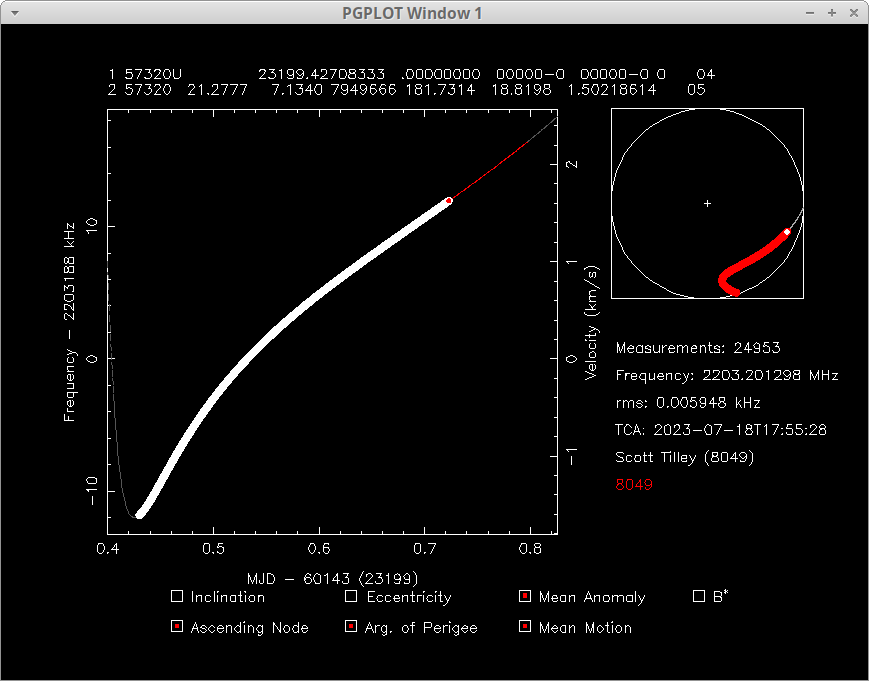 PGPLOT Window 1
1 57320U 23199.42708333 .00000000 00000-0 00000-0 0 04
2 57320 21.2777 7.1340 7949666 181.7314 18.8198 1.50218614 05
Frequency - 2203188 kHz
10
0
-10
0.4 0.5 0.6 0.7 0.8
MJD - 60143 (23199)
2
1
0
-1
Velocity (km/s)
Measurements: 24953
Frequency: 2203.201298 MHz
rms: 0.005948 kHz
TCA: 2023-07-18T17:55:28
Scott Tilley (8049)
8049
Inclination Eccentricity Mean Anomaly B*
Ascending Node Arg. of Perigee Mean Motion